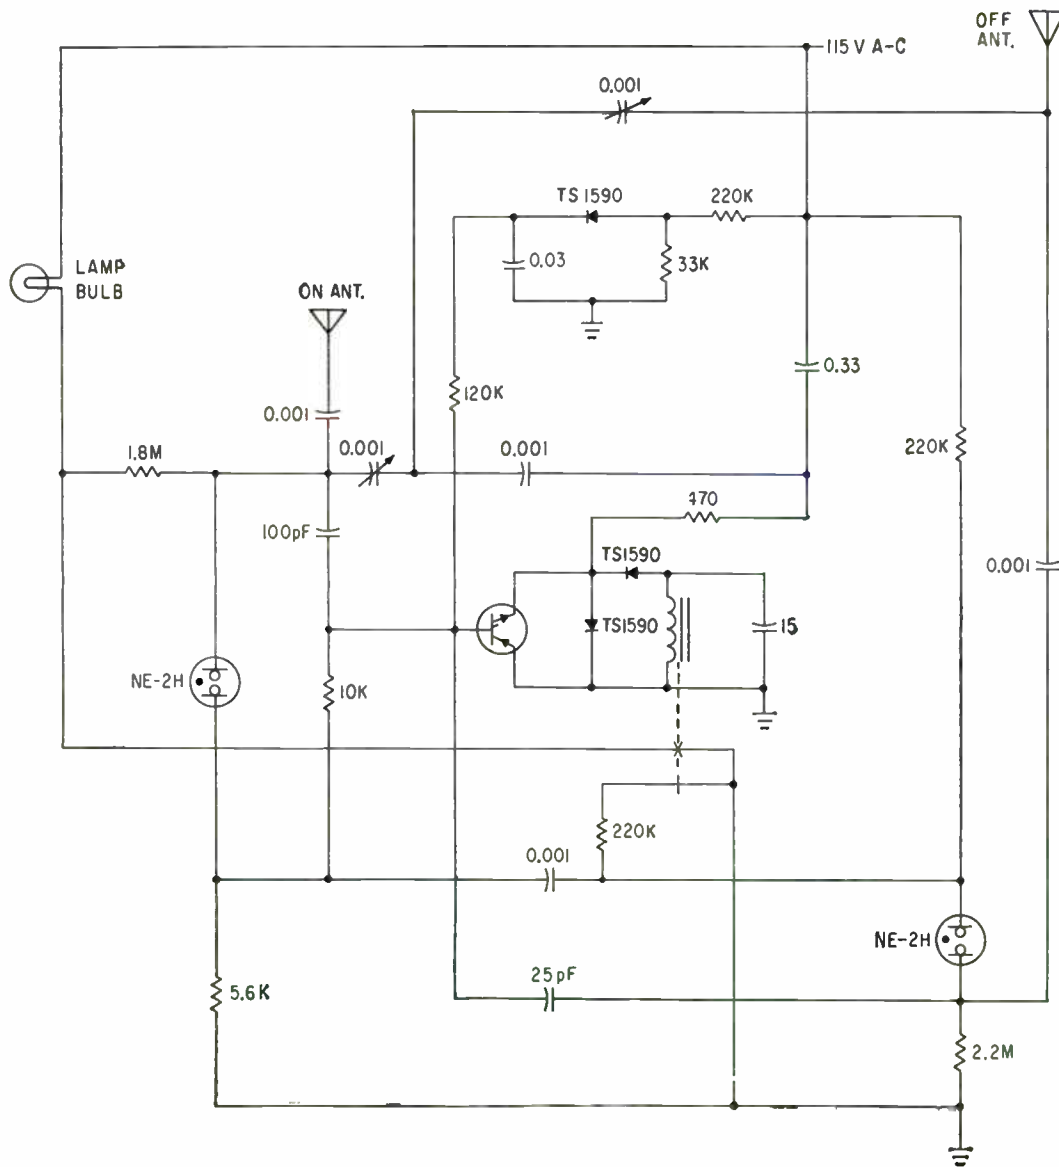 OFF
ANT.
115 V A-C
0.001
TS 1590
220K
0.03
33K
LAMP
BULB
ON ANT.
0.33
120K
0.001
1.8M
0.001
0.001
220K
470
100pF
TS1590
0.001
TS1590
15
NE-2H
10K
220K
0.001
NE-2H
25pF
5.6K
2.2M